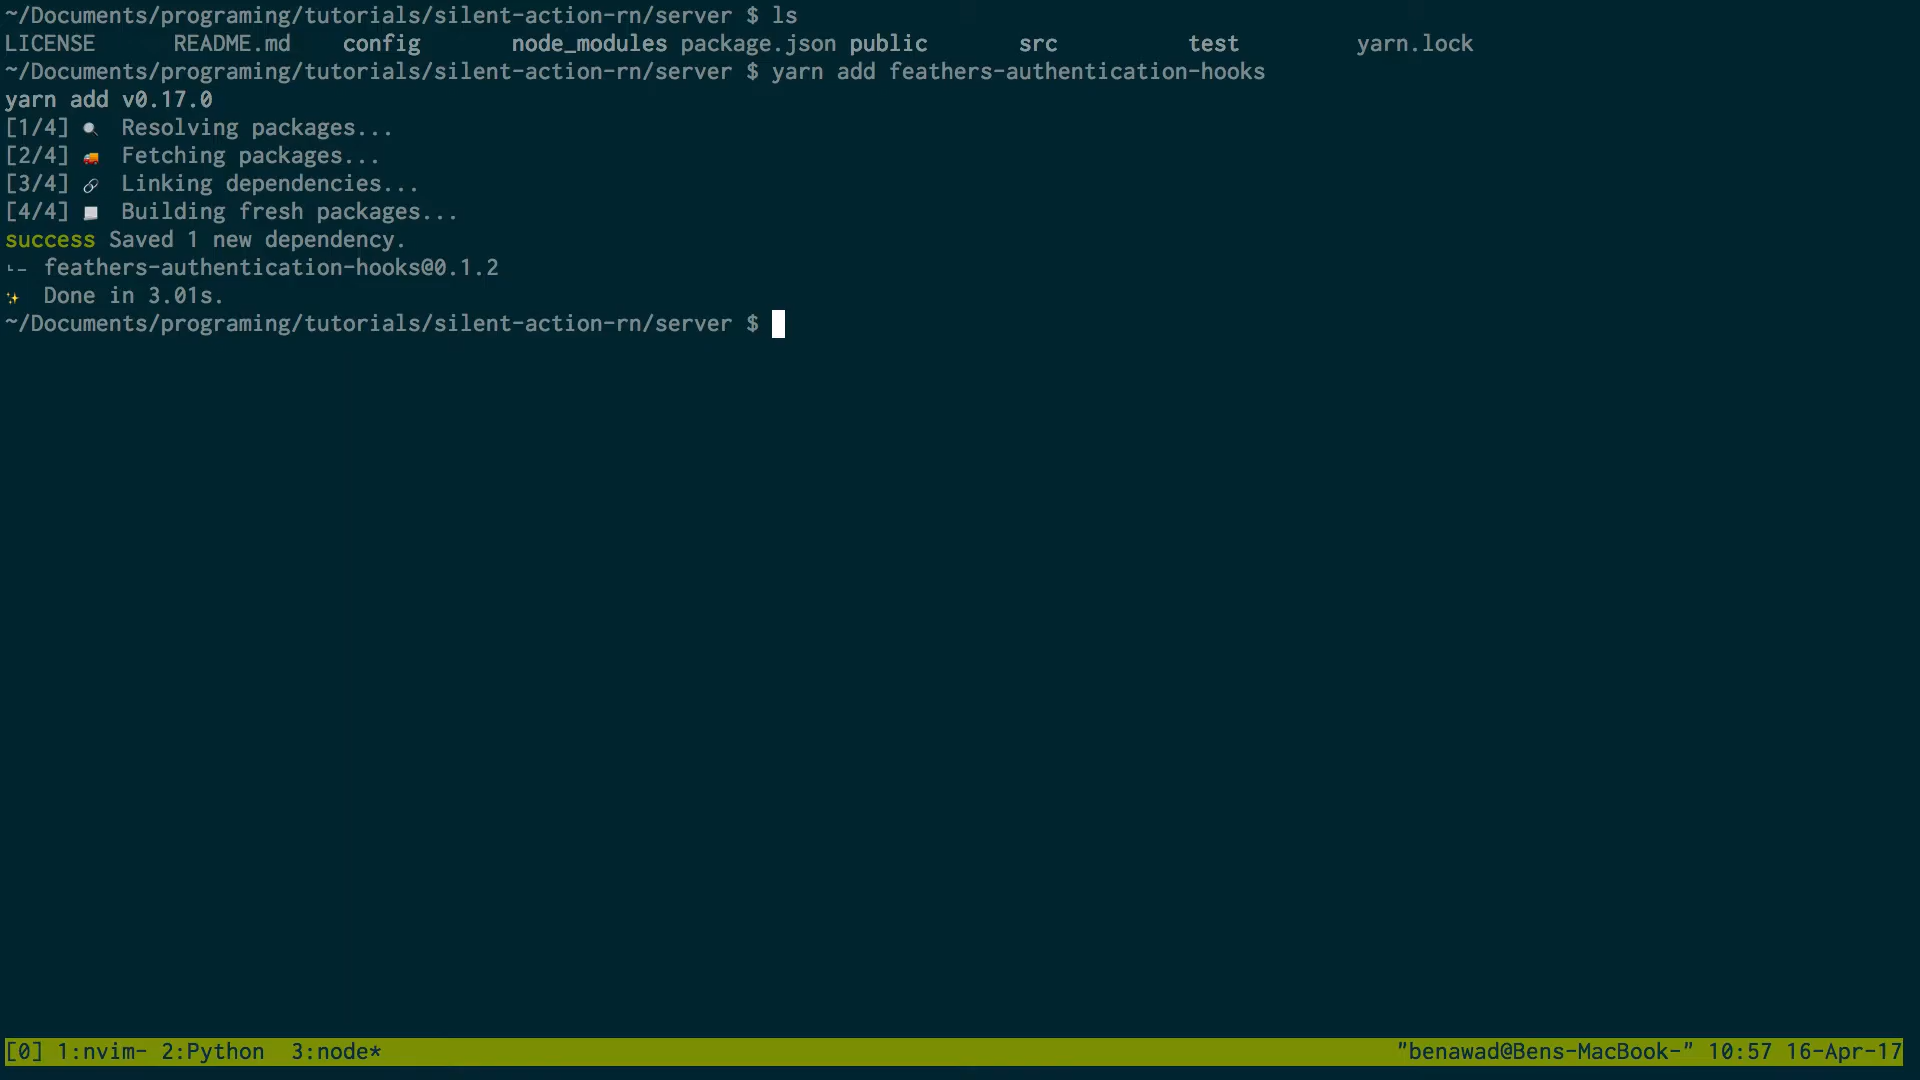 ~/Documents/programing/tutorials/silent-action-rn/server $ ls
LICENSE README.md config node_modules package.json public src test yarn.lock
~/Documents/programing/tutorials/silent-action-rn/server $ yarn add feathers-authentication-hooks
yarn add v0.17.0
[1/4] 🔍 Resolving packages...
[2/4] 🚚 Fetching packages...
[3/4] 🔗 Linking dependencies...
[4/4] 📃 Building fresh packages...
success Saved 1 new dependency.
└─ feathers-authentication-hooks@0.1.2
✨ Done in 3.01s.
~/Documents/programing/tutorials/silent-action-rn/server $
[0] 1:nvim- 2:Python 3:node* "benawad@Bens-MacBook-" 10:57 16-Apr-17